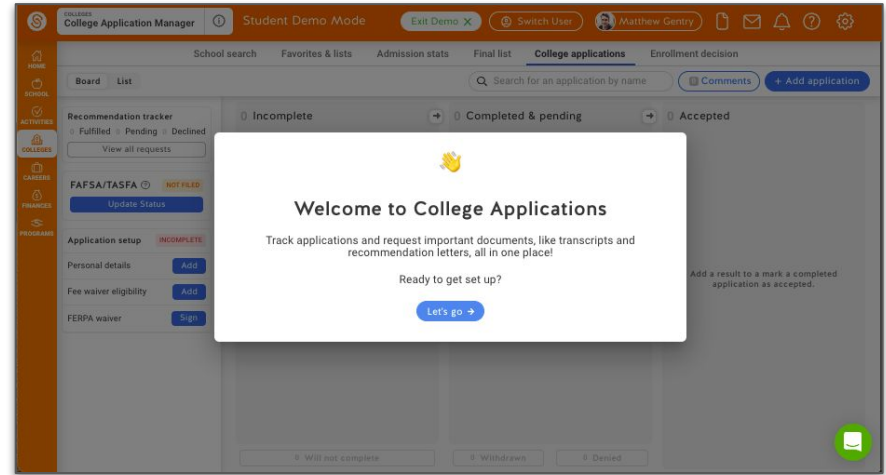 COLLEGES
College Application Manager
Student Demo Mode
Exit Demo ×
Switch User
Matthew Gentry
HOME
SCHOOL
ACTIVITIES
COLLEGES
CAREERS
FINANCES
PROGRAMS
School search
Favorites & lists
Admission stats
Final list
College applications
Enrollment decision
Board
List
Search for an application by name
Comments
+ Add application
Recommendation tracker
0 Fulfilled 0 Pending 0 Declined
View all requests
FAFSA/TASFA
NOT FILED
Update Status
Application setup
INCOMPLETE
Personal details
Add
Fee waiver eligibility
Add
FERPA waiver
Sign
0 Incomplete
0 Completed & pending
0 Accepted
Welcome to College Applications
Track applications and request important documents, like transcripts and
recommendation letters, all in one place!
Ready to get set up?
Let's go →
Add a result to a mark a completed
application as accepted.
0 Will not complete
0 Withdrawn
0 Denied